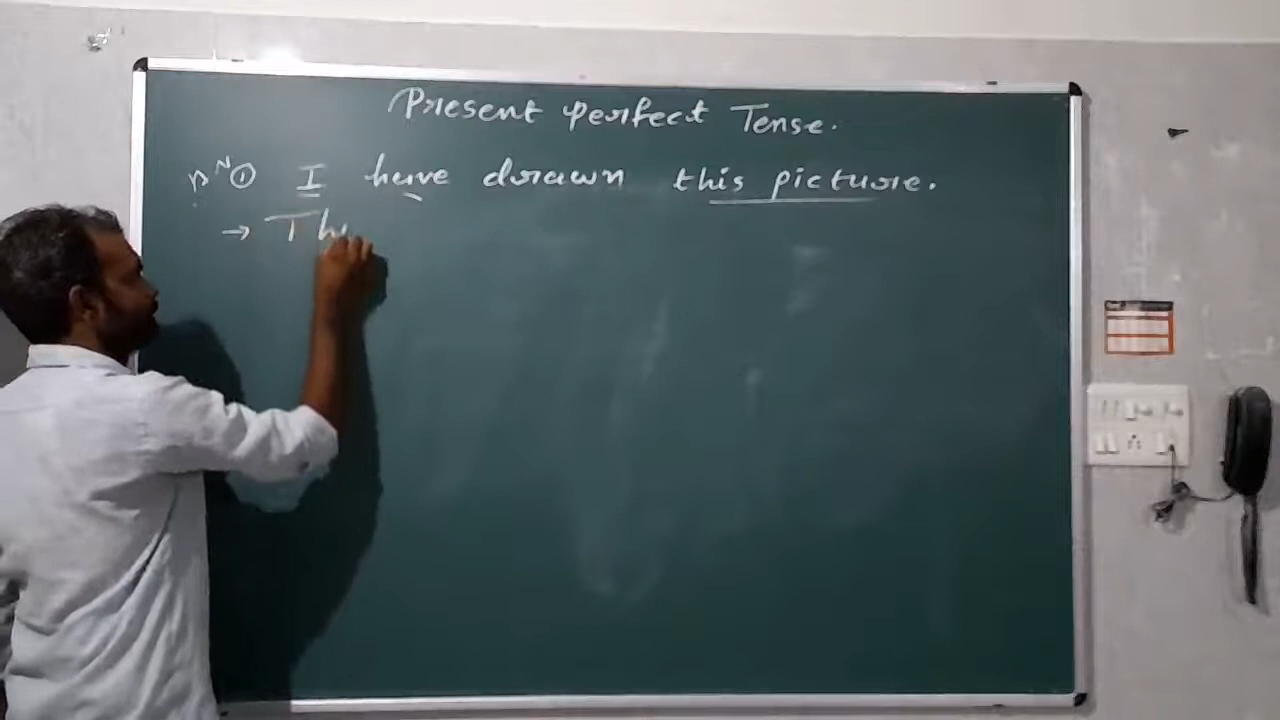 Present perfect Tense.
① I have drawn this picture.
→ Th